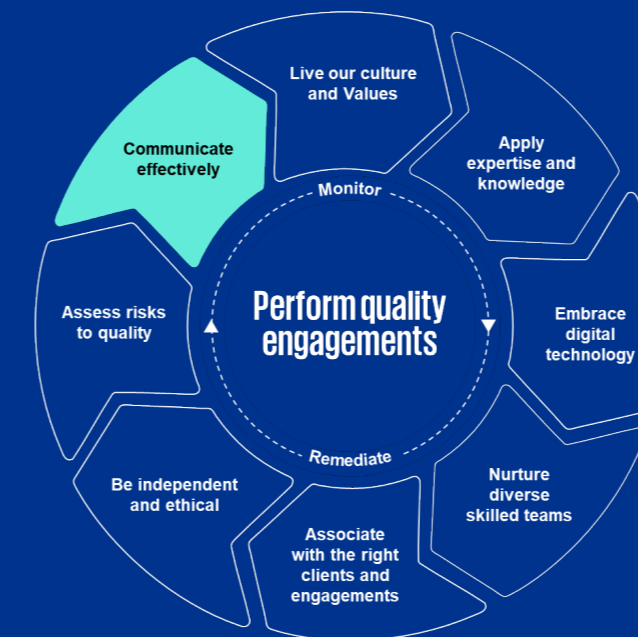 Live our culture
and Values
Apply
expertise and
knowledge
Embrace
digital
technology
Nurture
diverse
skilled teams
Associate
with the right
clients and
engagements
Be independent
and ethical
Assess risks
to quality
Communicate
effectively
Monitor
Perform quality
engagements
Remediate